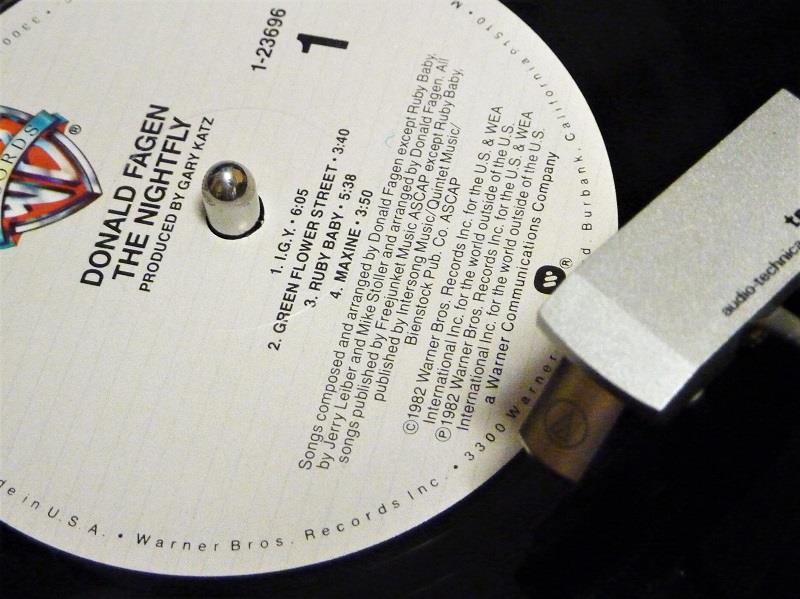 1-23696
1
RECORDS
®
DONALD FAGEN
THE NIGHTFLY
PRODUCED BY GARY KATZ
1. I.G.Y. • 6:05
2. GREEN FLOWER STREET • 3:40
3. RUBY BABY • 5:38
4. MAXINE • 3:50
Songs composed and arranged by Donald Fagen except Ruby Baby,
by Jerry Leiber and Mike Stoller and arranged by Donald Fagen. All
songs published by Freejunket Music ASCAP except Ruby Baby,
published by Intersong Music/Quintet Music/
Bienstock Pub. Co. ASCAP
©1982 Warner Bros. Records Inc. for the U.S. & WEA
International Inc. for the world outside of the U.S.
℗1982 Warner Bros. Records Inc. for the U.S. & WEA
International Inc. for the world outside of the U.S.
a Warner Communications Company
®
de in U.S.A. • Warner Bros. Records Inc. • 3300 Warner
d, Burbank, California 91510 • M
3300
audio-technica
tr